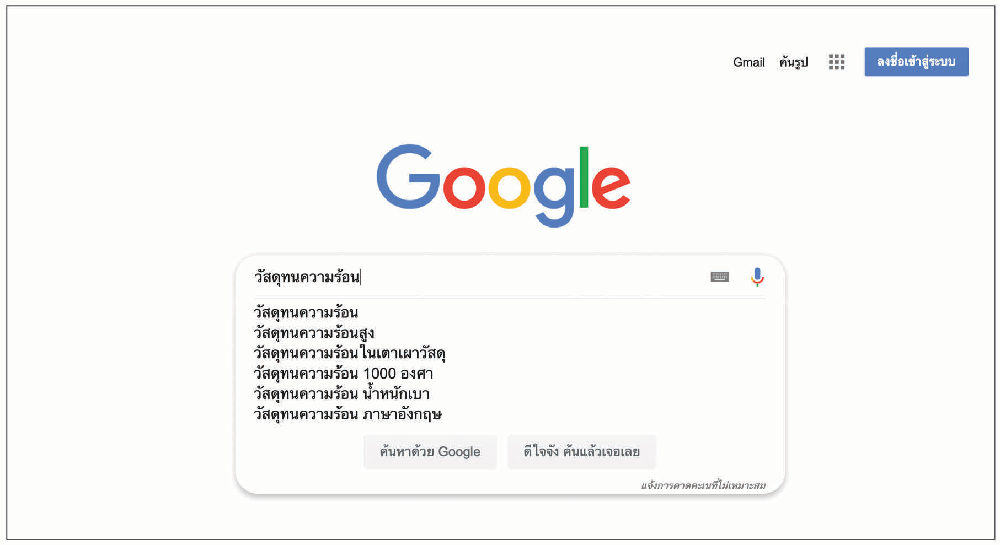 Gmail ค้นรูป ลงชื่อเข้าสู่ระบบ
Google
วัสดุทนความร้อน
วัสดุทนความร้อน
วัสดุทนความร้อนสูง
วัสดุทนความร้อนในเตาเผาวัสดุ
วัสดุทนความร้อน 1000 องศา
วัสดุทนความร้อน น้ำหนักเบา
วัสดุทนความร้อน ภาษาอังกฤษ
ค้นหาด้วย Google ดีใจจัง ค้นแล้วเจอเลย
แจ้งการคาดคะเนที่ไม่เหมาะสม